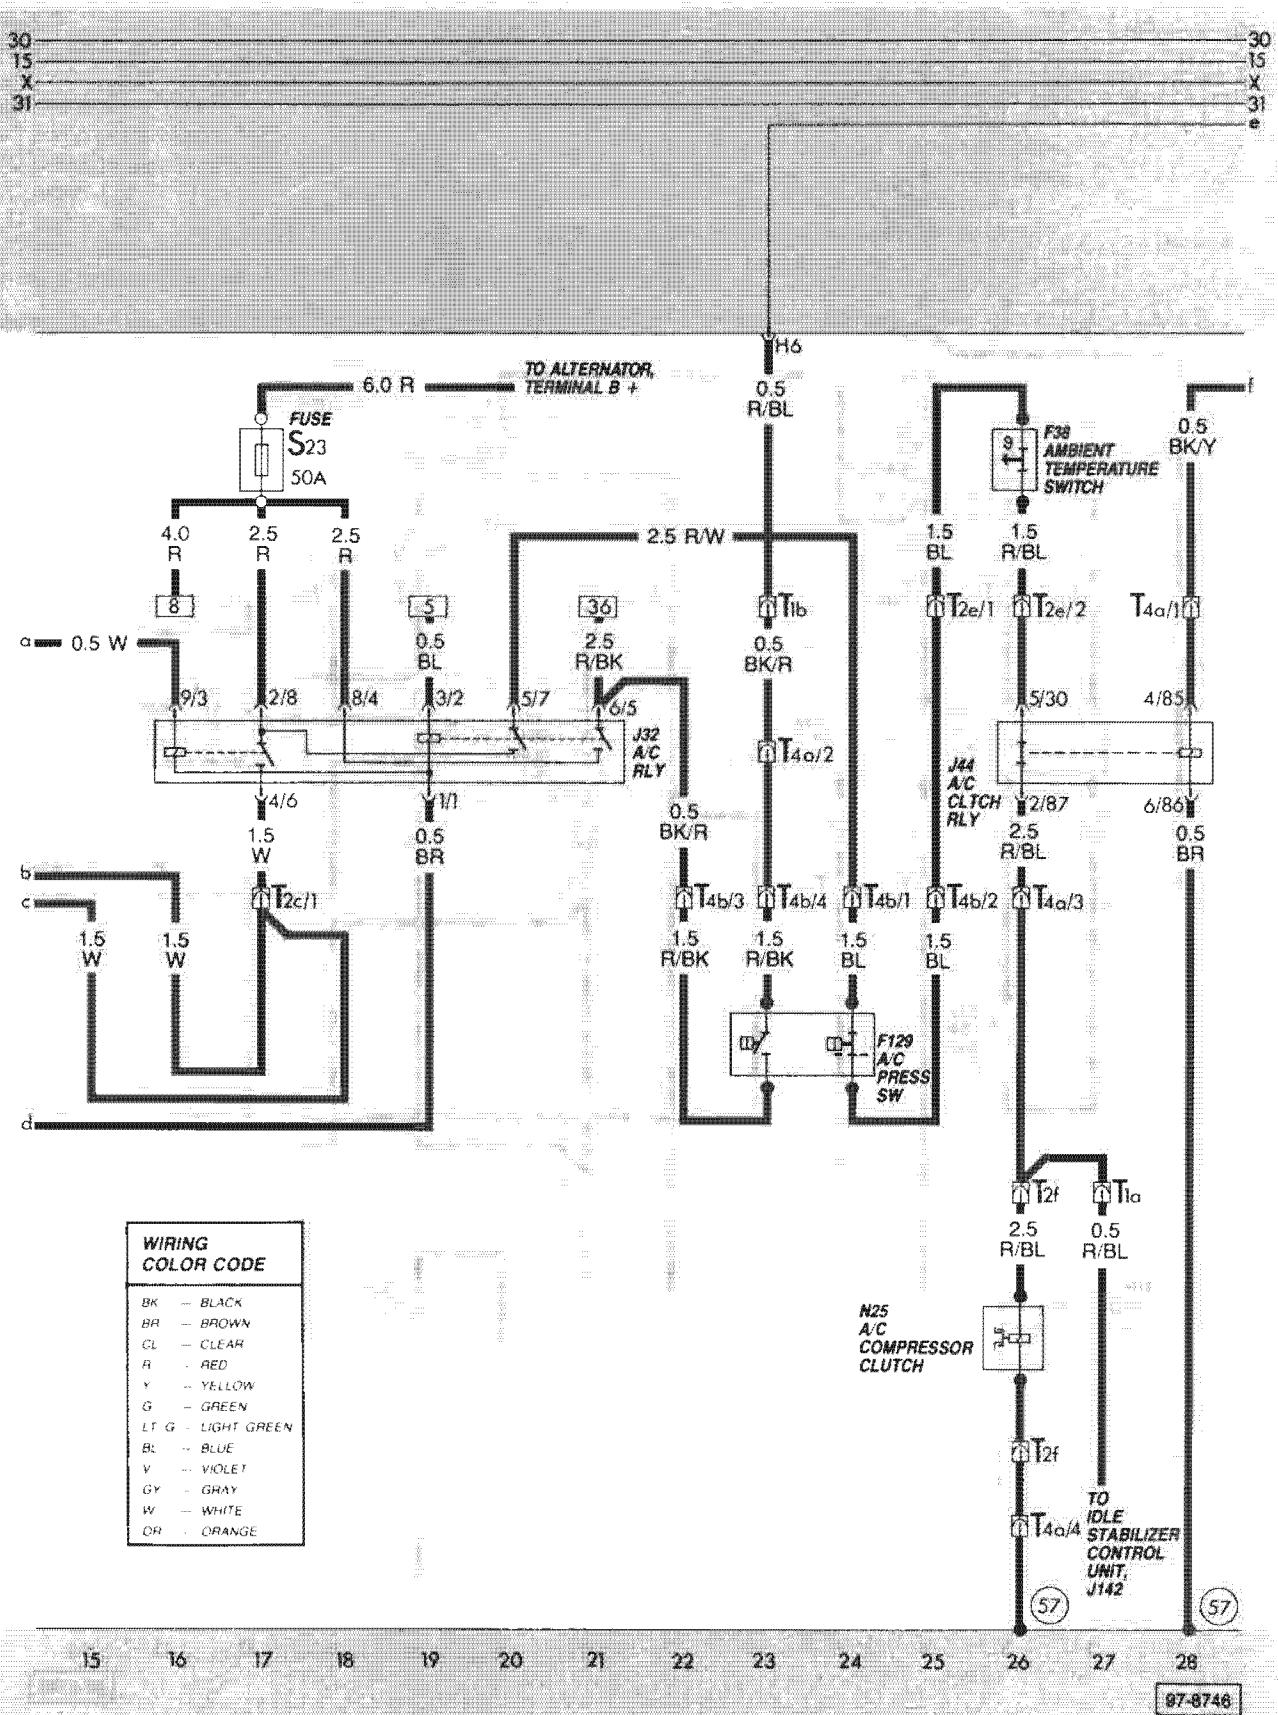 30 30
15 15
X X
31 31
e
H6
TO ALTERNATOR,
TERMINAL B +
6.0 R
0.5
R/BL
f
FUSE
S23
50A
F38
AMBIENT
TEMPERATURE
SWITCH
0.5
BK/Y
4.0
R
2.5
R
2.5
R
2.5 R/W
1.5
BL
1.5
R/BL
8
5
36
T1b
T2e/1
T2e/2
T4a/1
a 0.5 W
0.5
BL
2.5
R/BK
0.5
BK/R
9/3
2/8
8/4
3/2
5/7
6/5
5/30
4/85
J32
A/C
RLY
T4a/2
J44
A/C
CLTCH
RLY
4/6
1/1
2/87
6/86
1.5
W
0.5
BR
0.5
BK/R
2.5
R/BL
0.5
BR
b
c
T2c/1
T4b/3
T4b/4
T4b/1
T4b/2
T4a/3
1.5
W
1.5
W
1.5
R/BK
1.5
R/BK
1.5
BL
1.5
BL
F129
A/C
PRESS
SW
d
T2f
T1a
2.5
R/BL
0.5
R/BL
WIRING
COLOR CODE
BK – BLACK
BR – BROWN
CL – CLEAR
R - RED
Y – YELLOW
G – GREEN
LT G - LIGHT GREEN
BL – BLUE
V – VIOLET
GY - GRAY
W – WHITE
OR - ORANGE
N25
A/C
COMPRESSOR
CLUTCH
T2f
T4a/4
TO
IDLE
STABILIZER
CONTROL
UNIT,
J142
57
57
15 16 17 18 19 20 21 22 23 24 25 26 27 28
97-8746